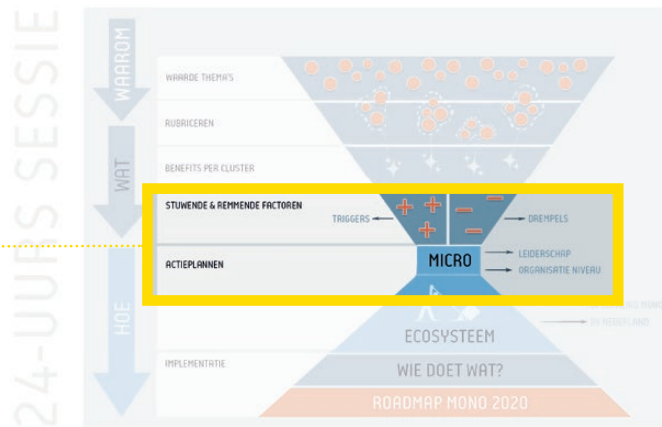 24-UURS SESSIE
WAAROM
WAARDE THEMA'S
RUBRICEREN
WAT
BENEFITS PER CLUSTER
STUWENDE & REMMENDE FACTOREN
TRIGGERS
DREMPELS
ACTIEPLANNEN
MICRO
LEIDERSCHAP
ORGANISATIE NIVEAU
HOE
MONO
NEDERLAND
ECOSYSTEEM
IMPLEMENTATIE
WIE DOET WAT?
ROADMAP MONO 2020